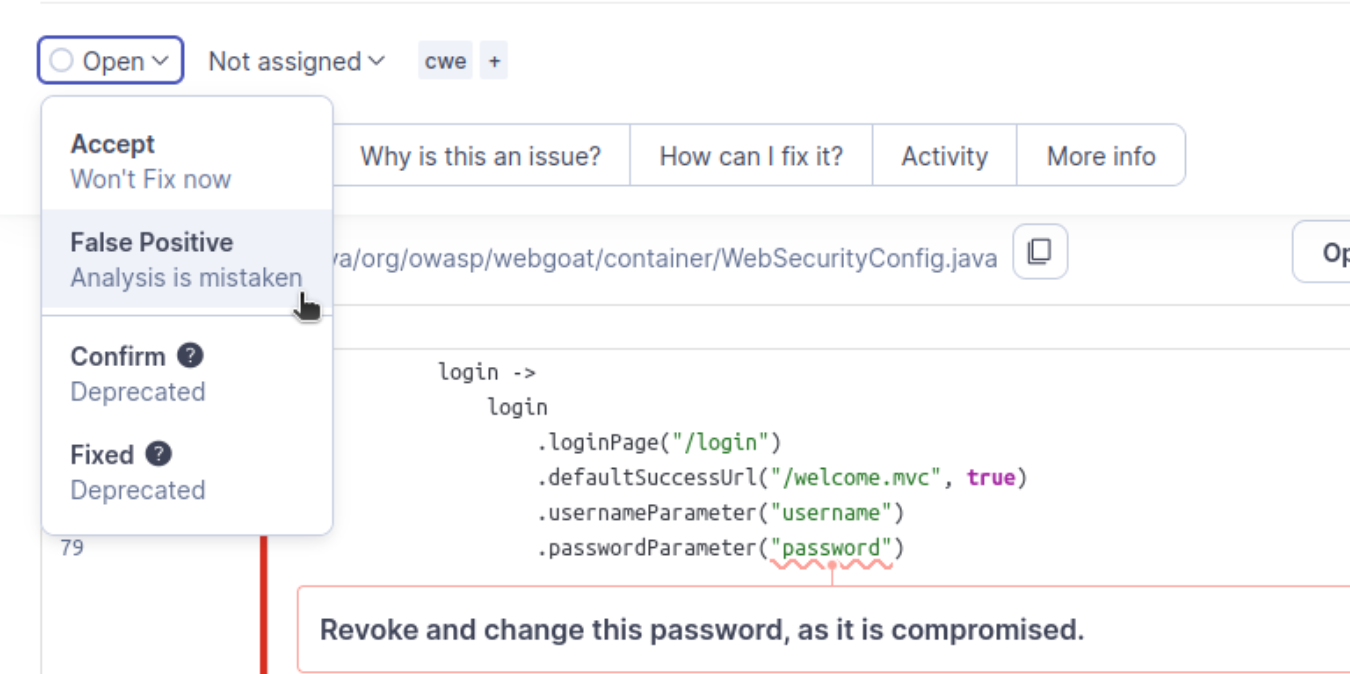 Open Not assigned cwe +
Accept
Won't Fix now
Why is this an issue? How can I fix it? Activity More info
False Positive
Analysis is mistaken
va/org/owasp/webgoat/container/WebSecurityConfig.java
Confirm ?
Deprecated
Fixed ?
Deprecated
login ->
login
.loginPage("/login")
.defaultSuccessUrl("/welcome.mvc", true)
.usernameParameter("username")
79 .passwordParameter("password")
Revoke and change this password, as it is compromised.